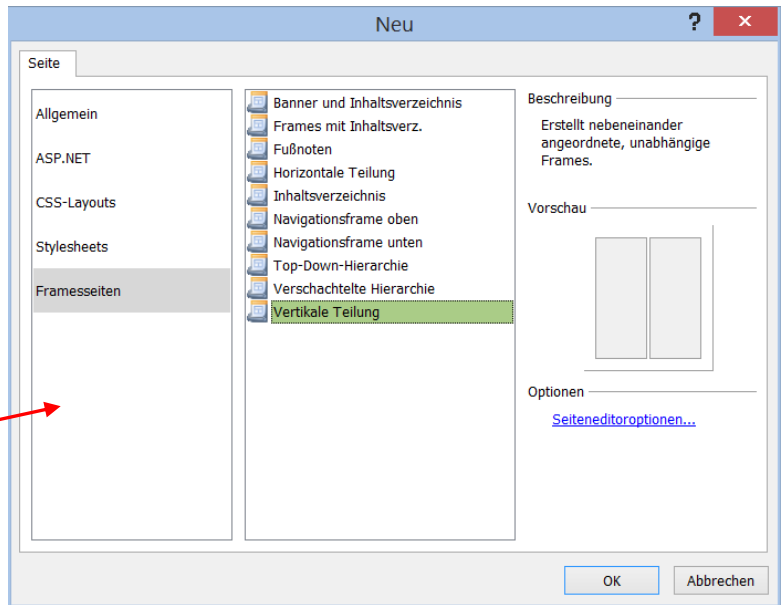 Neu
?
Seite
Allgemein
ASP.NET
CSS-Layouts
Stylesheets
Framesseiten
Banner und Inhaltsverzeichnis
Frames mit Inhaltsverz.
Fußnoten
Horizontale Teilung
Inhaltsverzeichnis
Navigationsframe oben
Navigationsframe unten
Top-Down-Hierarchie
Verschachtelte Hierarchie
Vertikale Teilung
Beschreibung
Erstellt nebeneinander
angeordnete, unabhängige
Frames.
Vorschau
Optionen
Seiteneditoroptionen...
OK
Abbrechen